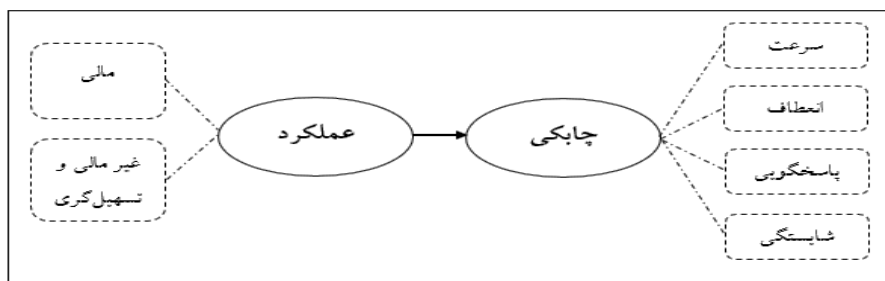 سرعت
انعطاف
پاسخگویی
شایستگی
چابکی
عملکرد
مالی
غیر مالی و
تسهیل‌گری